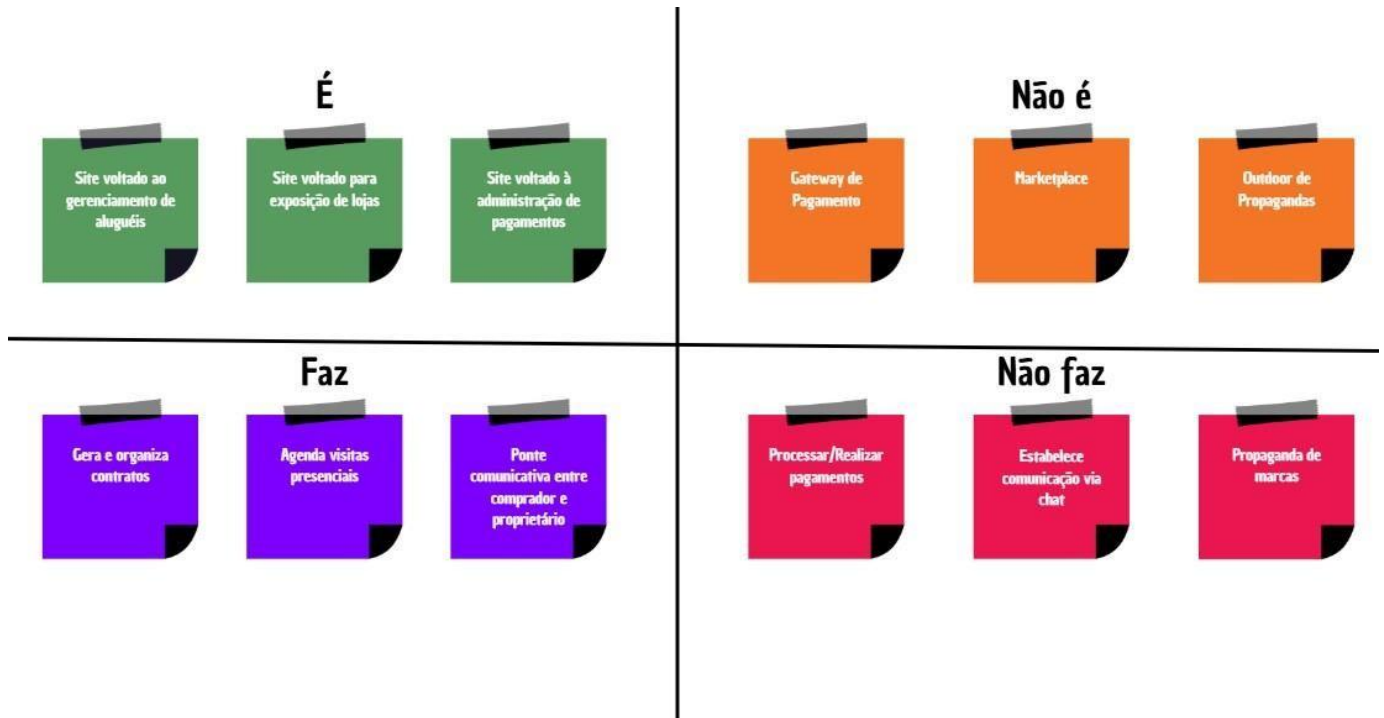 É
Site voltado ao
gerenciamento de
aluguéis
Site voltado para
exposição de lojas
Site voltado à
administração de
pagamentos
Não é
Gateway de
Pagamento
Marketplace
Outdoor de
Propagandas
Faz
Gera e organiza
contratos
Agenda visitas
presenciais
Ponte
comunicativa entre
comprador e
proprietário
Não faz
Processar/Realizar
pagamentos
Estabelece
comunicação via
chat
Propaganda de
marcas